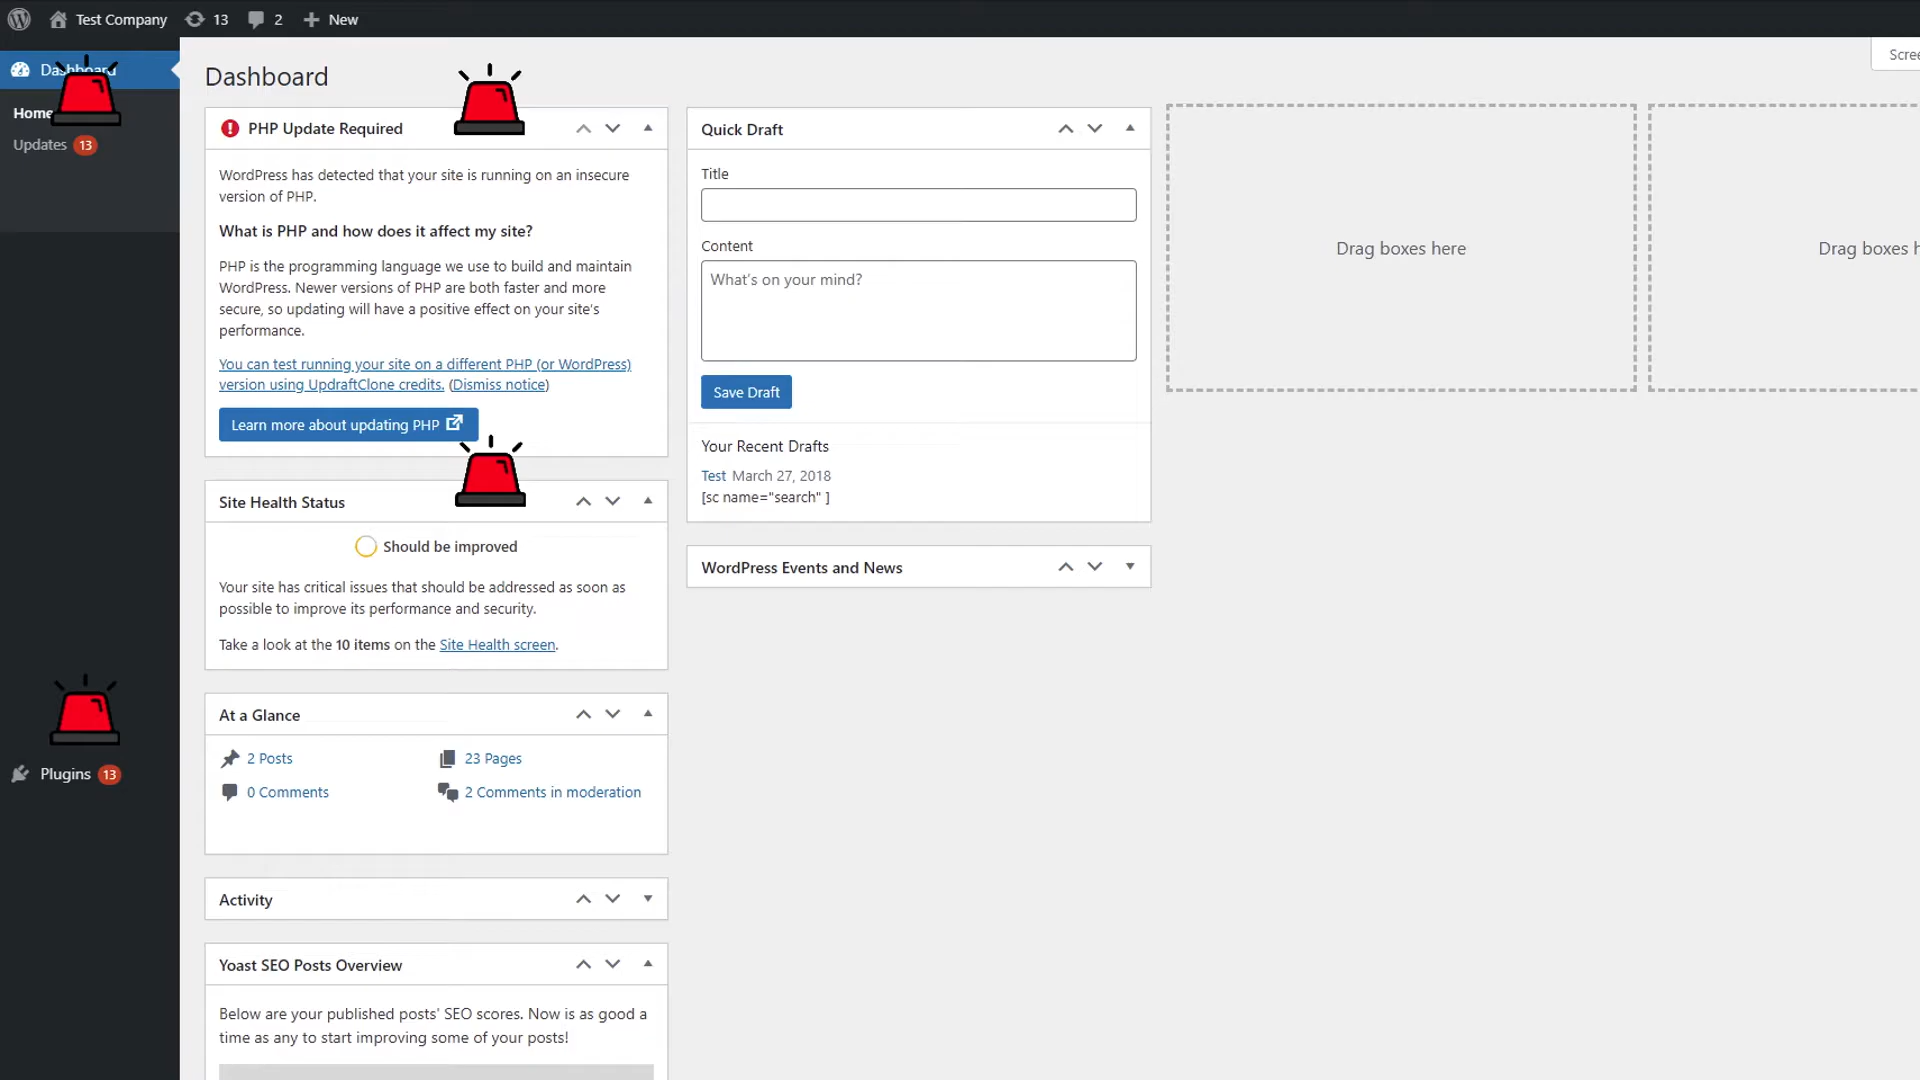 Test Company 13 2 New
Dashboard
Home
Updates 13
Plugins 13
Scree
Dashboard
PHP Update Required
WordPress has detected that your site is running on an insecure
version of PHP.
What is PHP and how does it affect my site?
PHP is the programming language we use to build and maintain
WordPress. Newer versions of PHP are both faster and more
secure, so updating will have a positive effect on your site's
performance.
You can test running your site on a different PHP (or WordPress)
version using UpdraftClone credits. (Dismiss notice)
Learn more about updating PHP
Site Health Status
Should be improved
Your site has critical issues that should be addressed as soon as
possible to improve its performance and security.
Take a look at the 10 items on the Site Health screen.
At a Glance
2 Posts 23 Pages
0 Comments 2 Comments in moderation
Activity
Yoast SEO Posts Overview
Below are your published posts' SEO scores. Now is as good a
time as any to start improving some of your posts!
Quick Draft
Title
Content
What's on your mind?
Save Draft
Your Recent Drafts
Test March 27, 2018
[sc name="search" ]
WordPress Events and News
Drag boxes here
Drag boxes h